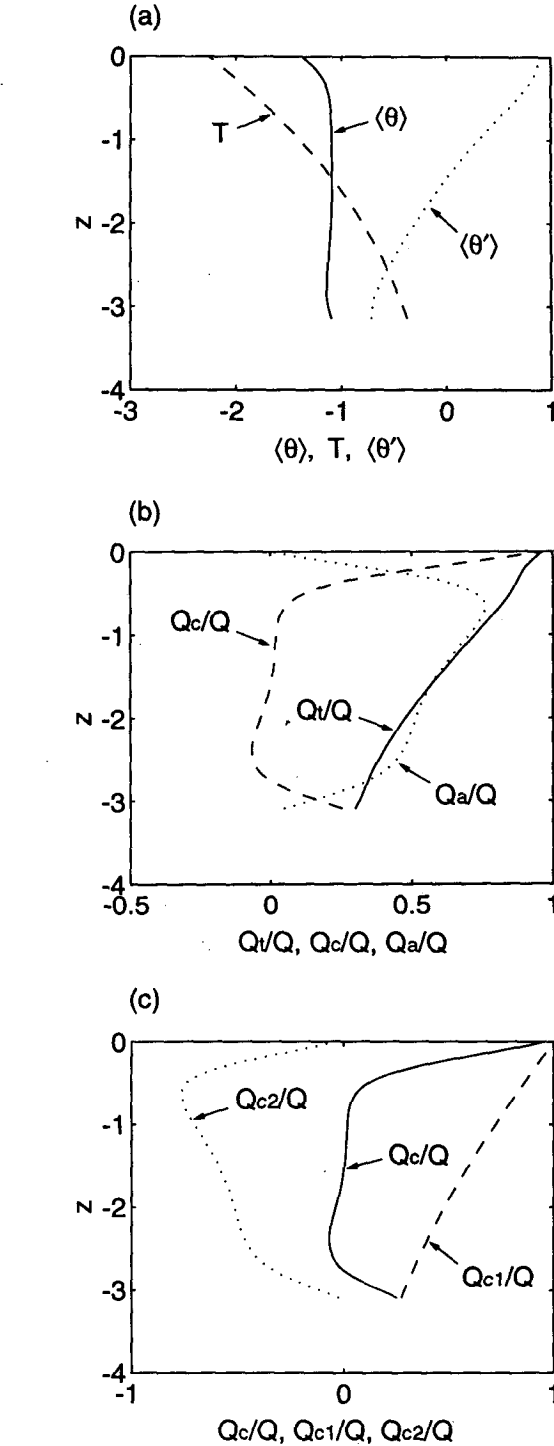 (a)
0
-1
-2
-3
-4
z
T
⟨θ⟩
⟨θ′⟩
-3 -2 -1 0 1
⟨θ⟩, T, ⟨θ′⟩
(b)
0
-1
-2
-3
-4
z
Qc/Q
Qt/Q
Qa/Q
-0.5 0 0.5 1
Qt/Q, Qc/Q, Qa/Q
(c)
0
-1
-2
-3
-4
z
Qc2/Q
Qc/Q
Qc1/Q
-1 0 1
Qc/Q, Qc1/Q, Qc2/Q